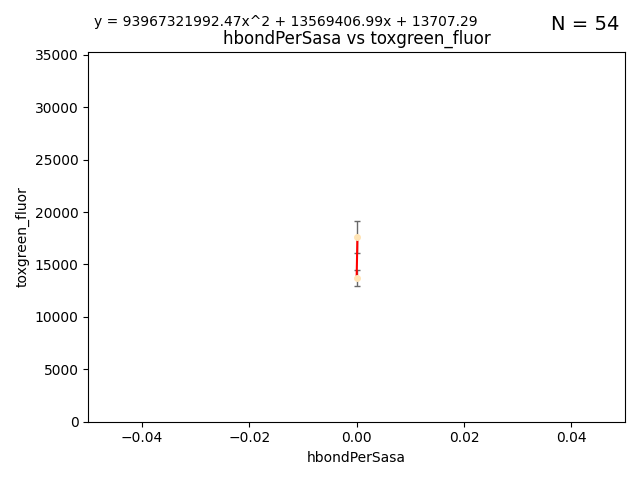 y = 93967321992.47x^2 + 13569406.99x + 13707.29
N = 54
hbondPerSasa vs toxgreen_fluor
35000
30000
25000
20000
15000
10000
5000
0
toxgreen_fluor
−0.04
−0.02
0.00
0.02
0.04
hbondPerSasa